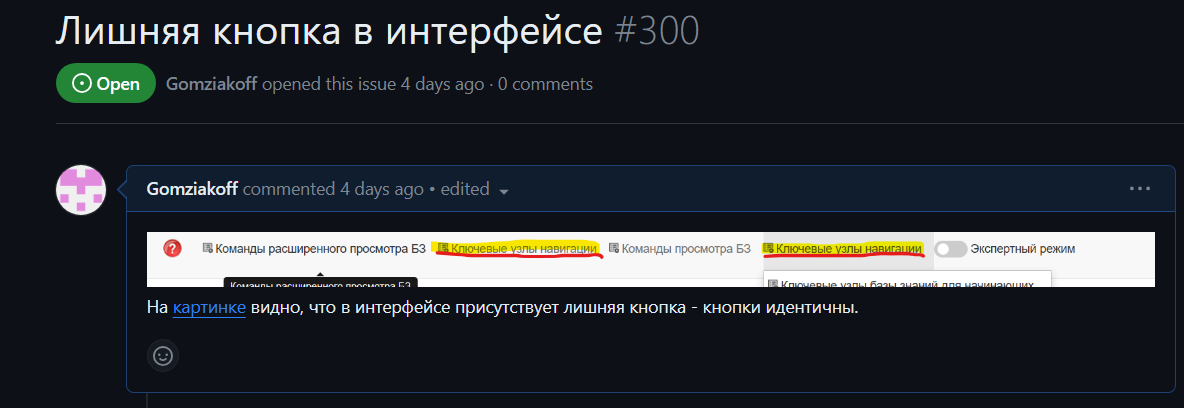 Лишняя кнопка в интерфейсе #300
Open Gomziakoff opened this issue 4 days ago · 0 comments
Gomziakoff commented 4 days ago • edited
? Команды расширенного просмотра БЗ Ключевые узлы навигации Команды просмотра БЗ Ключевые узлы навигации Экспертный режим
Команды расширенного просмотра БЗ Ключевые узлы базы знаний для начинающих
На картинке видно, что в интерфейсе присутствует лишняя кнопка - кнопки идентичны.